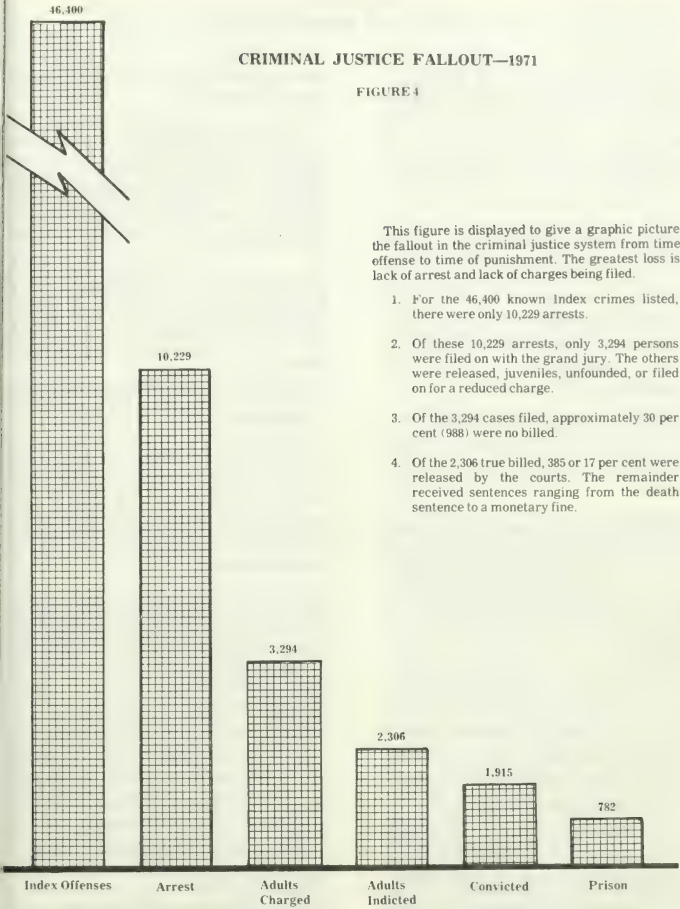 46,400
CRIMINAL JUSTICE FALLOUT—1971
FIGURE 4
This figure is displayed to give a graphic picture
the fallout in the criminal justice system from time
offense to time of punishment. The greatest loss is
lack of arrest and lack of charges being filed.
1. For the 46,400 known Index crimes listed,
there were only 10,229 arrests.
2. Of these 10,229 arrests, only 3,294 persons
were filed on with the grand jury. The others
were released, juveniles, unfounded, or filed
on for a reduced charge.
3. Of the 3,294 cases filed, approximately 30 per
cent (988) were no billed.
4. Of the 2,306 true billed, 385 or 17 per cent were
released by the courts. The remainder
received sentences ranging from the death
sentence to a monetary fine.
10,229
3,294
2,306
1,915
782
Index Offenses
Arrest
Adults
Charged
Adults
Indicted
Convicted
Prison